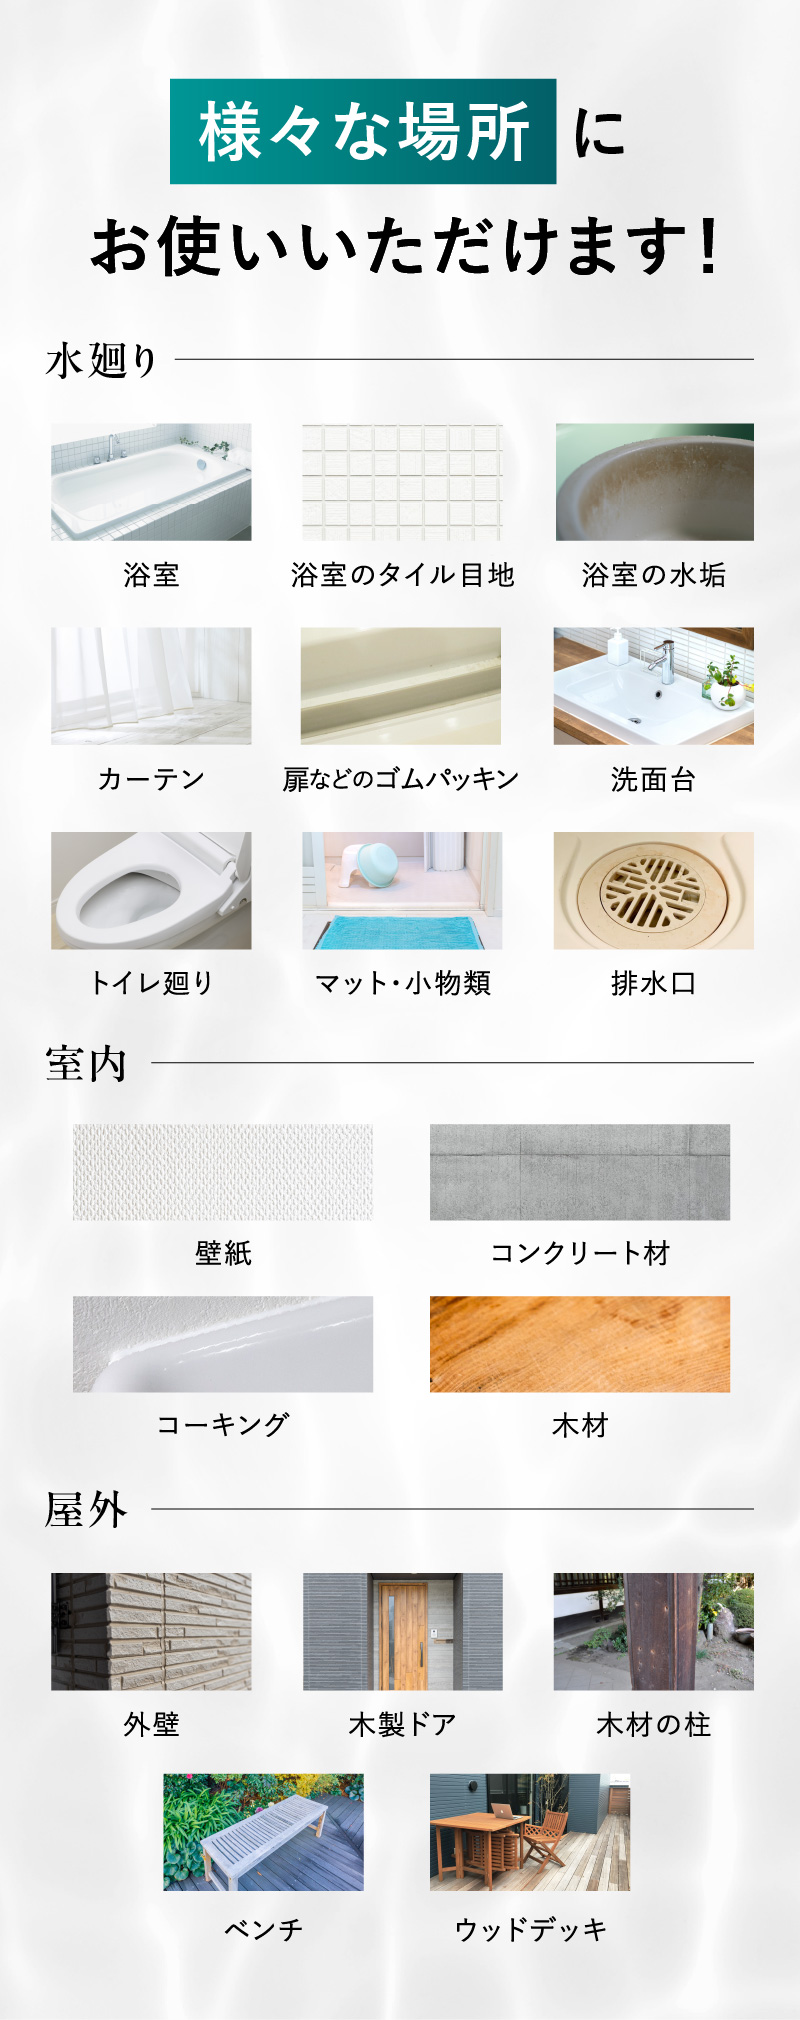 様々な場所に
お使いいただけます!
水廻り
浴室
浴室のタイル目地
浴室の水垢
カーテン
扉などのゴムパッキン
洗面台
トイレ廻り
マット・小物類
排水口
室内
壁紙
コンクリート材
コーキング
木材
屋外
外壁
木製ドア
木材の柱
ベンチ
ウッドデッキ